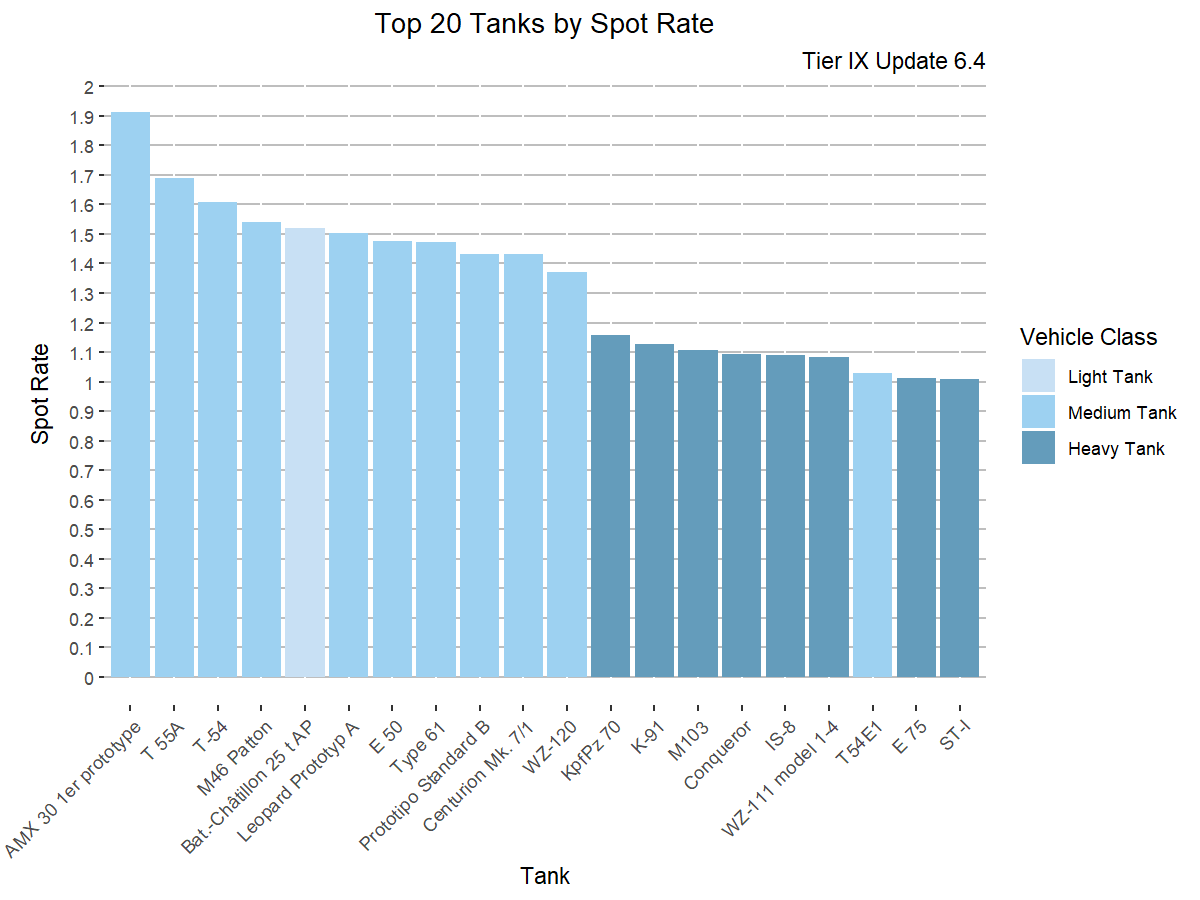 Top 20 Tanks by Spot Rate
Tier IX Update 6.4
2
1.9
1.8
1.7
1.6
1.5
1.4
1.3
1.2
1.1
1
0.9
0.8
0.7
0.6
0.5
0.4
0.3
0.2
0.1
0
Spot Rate
AMX 30 1er prototype
T 55A
T-54
M46 Patton
Bat.-Châtillon 25 t AP
Leopard Prototyp A
E 50
Type 61
Prototipo Standard B
Centurion Mk. 7/1
WZ-120
KpfPz 70
K-91
M103
Conqueror
IS-8
WZ-111 model 1-4
T54E1
E 75
ST-I
Tank
Vehicle Class
Light Tank
Medium Tank
Heavy Tank